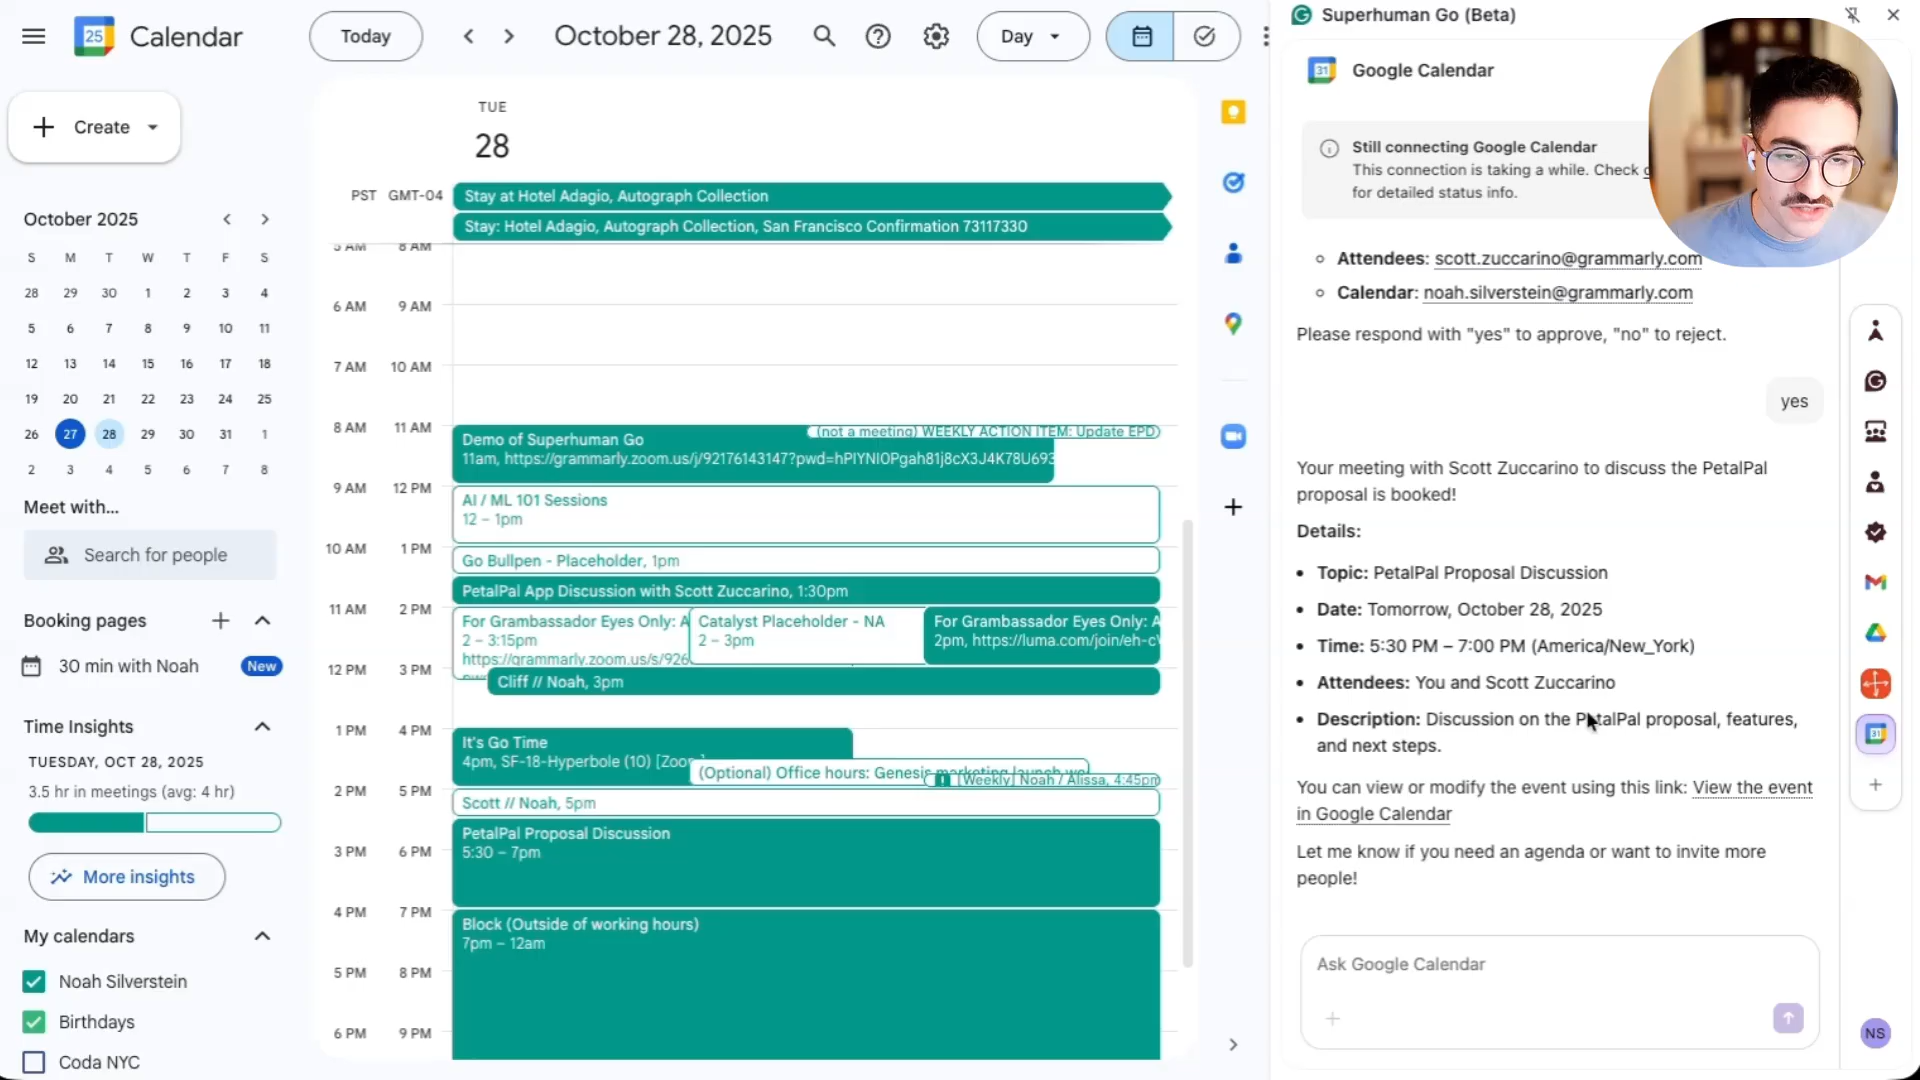 25
Calendar
Today
October 28, 2025
Day
Create
October 2025
S M T W T F S
28 29 30 1 2 3 4
5 6 7 8 9 10 11
12 13 14 15 16 17 18
19 20 21 22 23 24 25
26 27 28 29 30 31 1
2 3 4 5 6 7 8
Meet with...
Search for people
Booking pages
30 min with Noah
New
Time Insights
TUESDAY, OCT 28, 2025
3.5 hr in meetings (avg: 4 hr)
More insights
My calendars
Noah Silverstein
Birthdays
Coda NYC
TUE
28
PST GMT-04
Stay at Hotel Adagio, Autograph Collection
Stay: Hotel Adagio, Autograph Collection, San Francisco Confirmation 73117330
5 AM 8 AM
6 AM 9 AM
7 AM 10 AM
8 AM 11 AM
9 AM 12 PM
10 AM 1 PM
11 AM 2 PM
12 PM 3 PM
1 PM 4 PM
2 PM 5 PM
3 PM 6 PM
4 PM 7 PM
5 PM 8 PM
6 PM 9 PM
Demo of Superhuman Go
11am, https://grammarly.zoom.us/j/92176143147?pwd=hPIYNI0Pgah81j8cX3J4K78U693
(not a meeting) WEEKLY ACTION ITEM: Update EPD
AI / ML 101 Sessions
12 – 1pm
Go Bullpen - Placeholder, 1pm
PetalPal App Discussion with Scott Zuccarino, 1:30pm
For Grambassador Eyes Only: A
2 – 3:15pm
https://grammarly.zoom.us/s/926
Catalyst Placeholder - NA
2 – 3pm
For Grambassador Eyes Only: A
2pm, https://luma.com/join/eh-c
Cliff // Noah, 3pm
It's Go Time
4pm, SF-18-Hyperbole (10) [Zoo
(Optional) Office hours: Genesis marketing launch
[Weekly] Noah / Alissa, 4:45pm
Scott // Noah, 5pm
PetalPal Proposal Discussion
5:30 – 7pm
Block (Outside of working hours)
7pm – 12am
Superhuman Go (Beta)
31
Google Calendar
Still connecting Google Calendar
This connection is taking a while. Check
for detailed status info.
Attendees: scott.zuccarino@grammarly.com
Calendar: noah.silverstein@grammarly.com
Please respond with "yes" to approve, "no" to reject.
yes
Your meeting with Scott Zuccarino to discuss the PetalPal
proposal is booked!
Details:
Topic: PetalPal Proposal Discussion
Date: Tomorrow, October 28, 2025
Time: 5:30 PM – 7:00 PM (America/New_York)
Attendees: You and Scott Zuccarino
Description: Discussion on the PetalPal proposal, features,
and next steps.
You can view or modify the event using this link: View the event
in Google Calendar
Let me know if you need an agenda or want to invite more
people!
Ask Google Calendar
31
NS